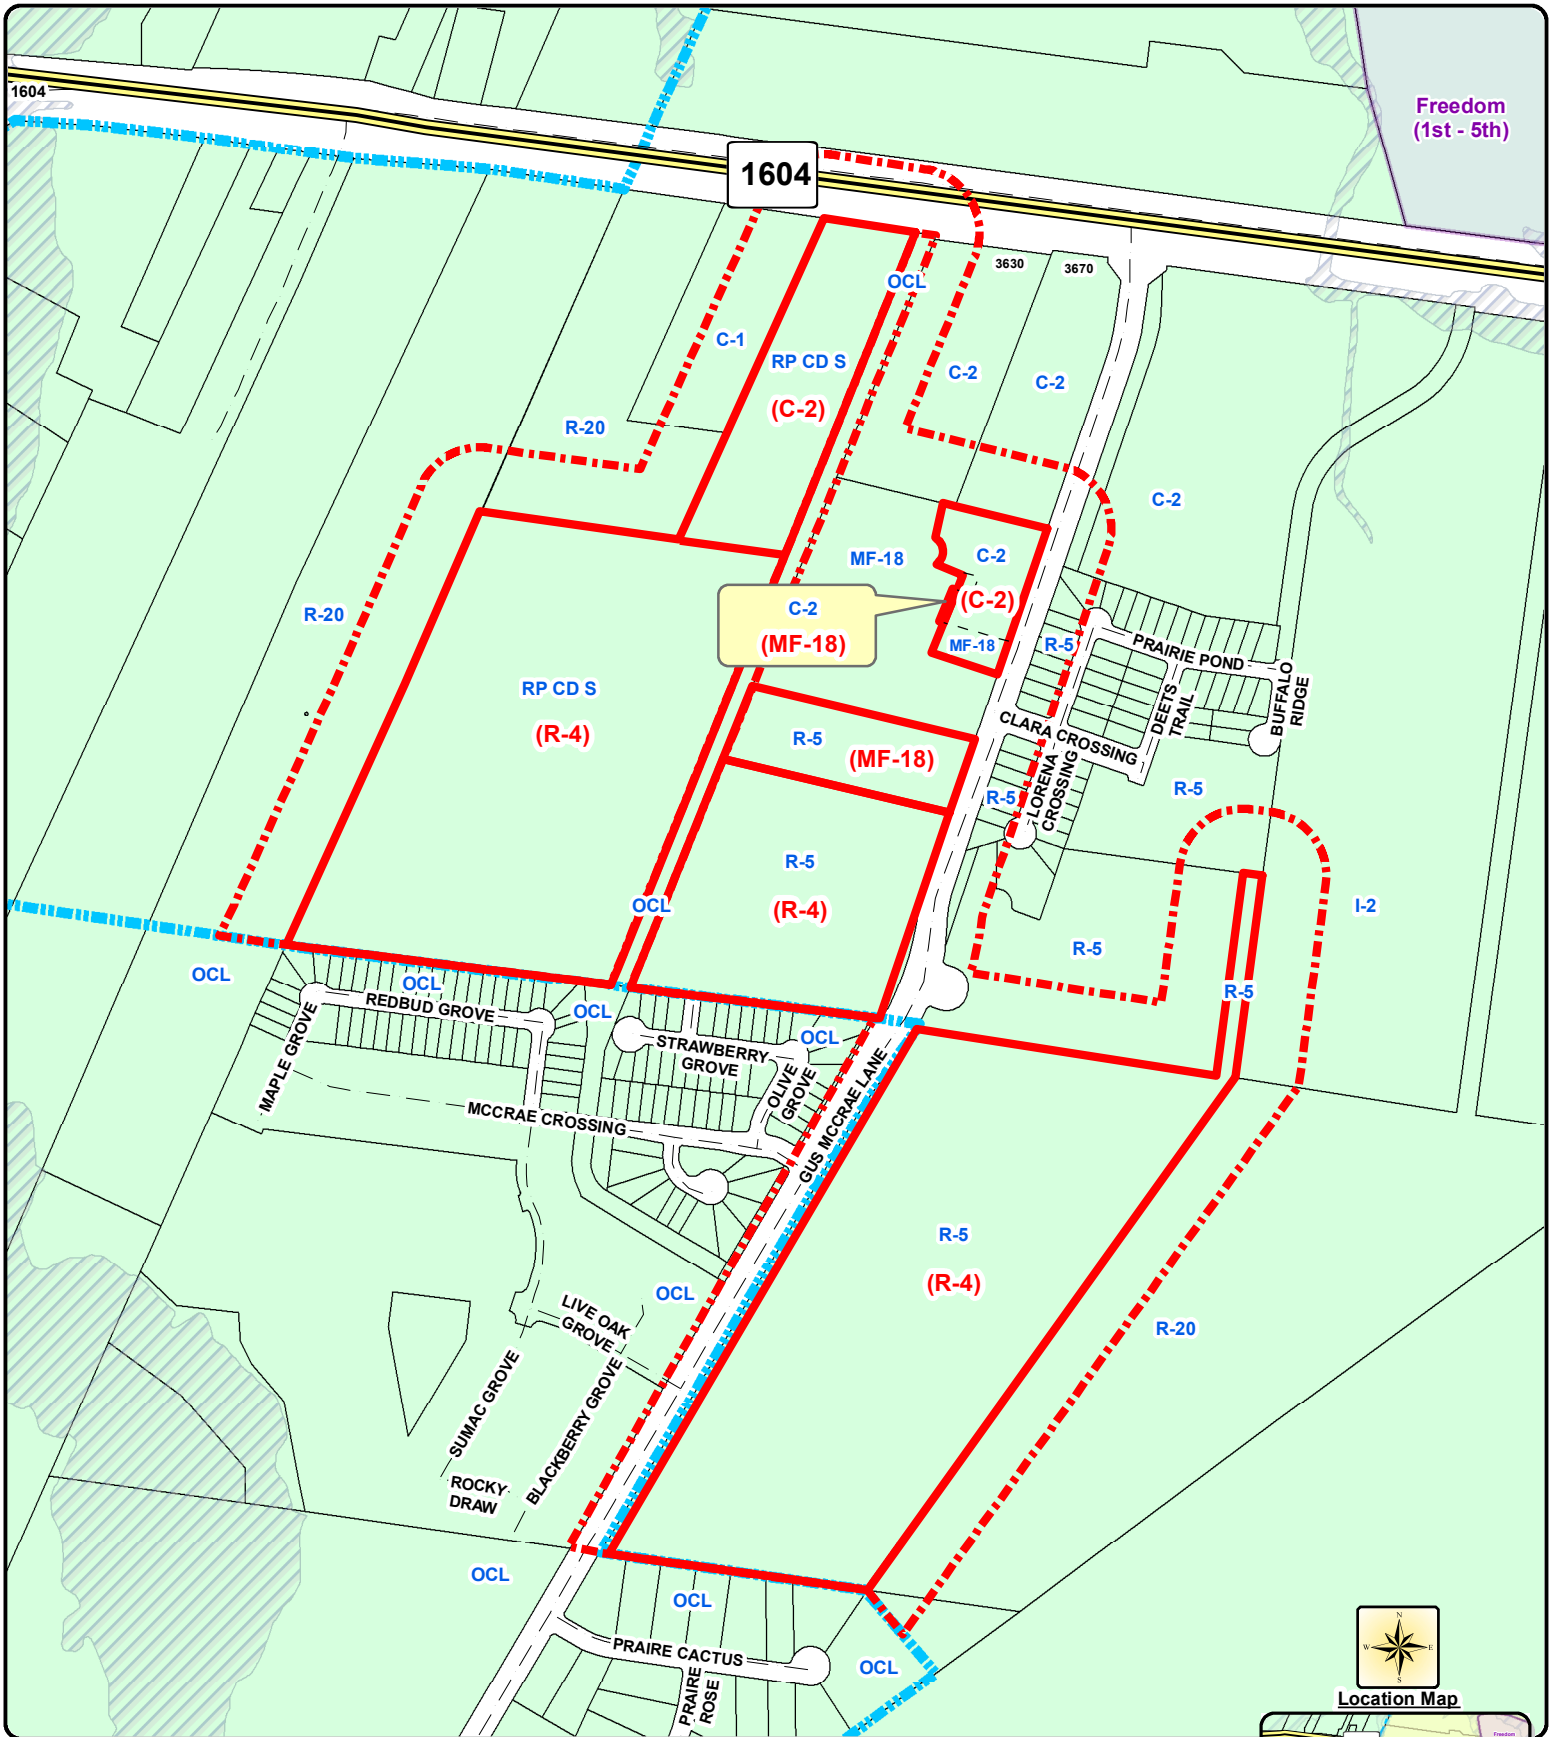 1604
Freedom
(1st - 5th)
1604
3630
3670
OCL
C-1
RP CD S
(C-2)
C-2
C-2
R-20
C-2
MF-18
C-2
(C-2)
C-2
(MF-18)
MF-18
R-20
R-5
PRAIRIE POND
BUFFALO
RIDGE
DEETS
TRAIL
RP CD S
(R-4)
CLARA CROSSING
R-5
(MF-18)
LORENA
CROSSING
R-5
R-5
R-5
(R-4)
OCL
I-2
R-5
R-5
OCL
OCL
OCL
REDBUD GROVE
MAPLE GROVE
OCL
STRAWBERRY
GROVE
OLIVE
GROVE
MCCRAE CROSSING
GUS MCCRAE LANE
R-5
(R-4)
OCL
R-20
LIVE OAK
GROVE
SUMAC GROVE
BLACKBERRY GROVE
ROCKY
DRAW
OCL
OCL
PRAIRE CACTUS
PRAIRE
ROSE
OCL
N
W
E
S
Location Map
Freedom